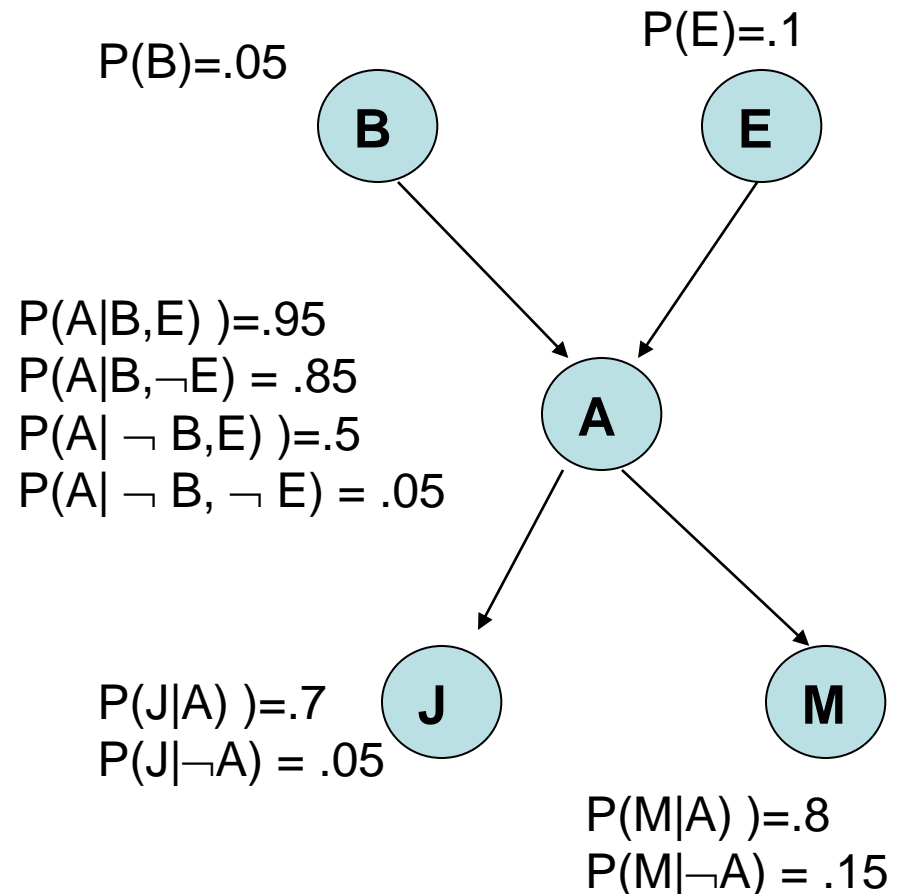 P(E)=.1
P(B)=.05
B
E
P(A|B,E) )=.95
P(A|B,¬E) = .85
P(A| ¬ B,E) )=.5
P(A| ¬ B, ¬ E) = .05
A
P(J|A) )=.7
P(J|¬A) = .05
J
M
P(M|A) )=.8
P(M|¬A) = .15